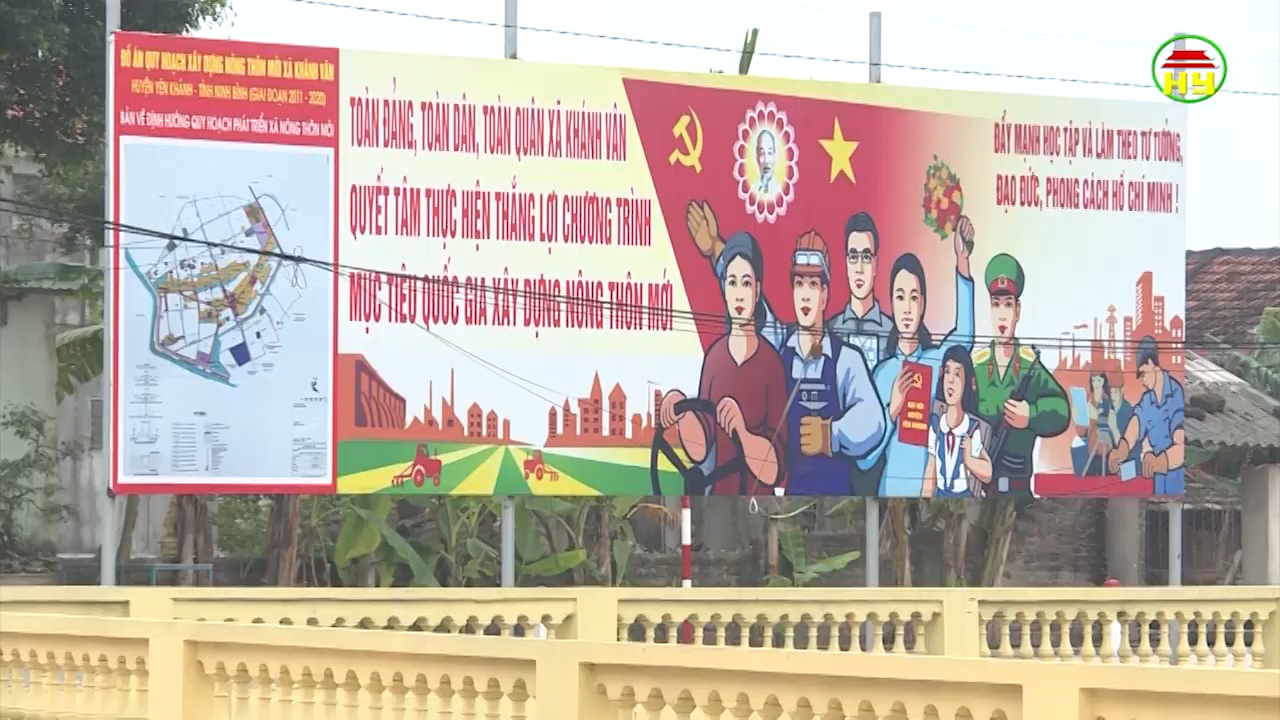 ĐỒ ÁN QUY HOẠCH XÂY DỰNG NÔNG THÔN MỚI XÃ KHÁNH VÂN
HUYỆN YÊN KHÁNH - TỈNH NINH BÌNH (GIAI ĐOẠN 2011 - 2020)
BẢN VẼ ĐỊNH HƯỚNG QUY HOẠCH PHÁT TRIỂN XÃ NÔNG THÔN MỚI
TOÀN ĐẢNG, TOÀN DÂN, TOÀN QUÂN XÃ KHÁNH VÂN
QUYẾT TÂM THỰC HIỆN THẮNG LỢI CHƯƠNG TRÌNH
MỤC TIÊU QUỐC GIA XÂY DỰNG NÔNG THÔN MỚI
ĐẨY MẠNH HỌC TẬP VÀ LÀM THEO TƯ TƯỞNG,
ĐẠO ĐỨC, PHONG CÁCH HỒ CHÍ MINH !
HY